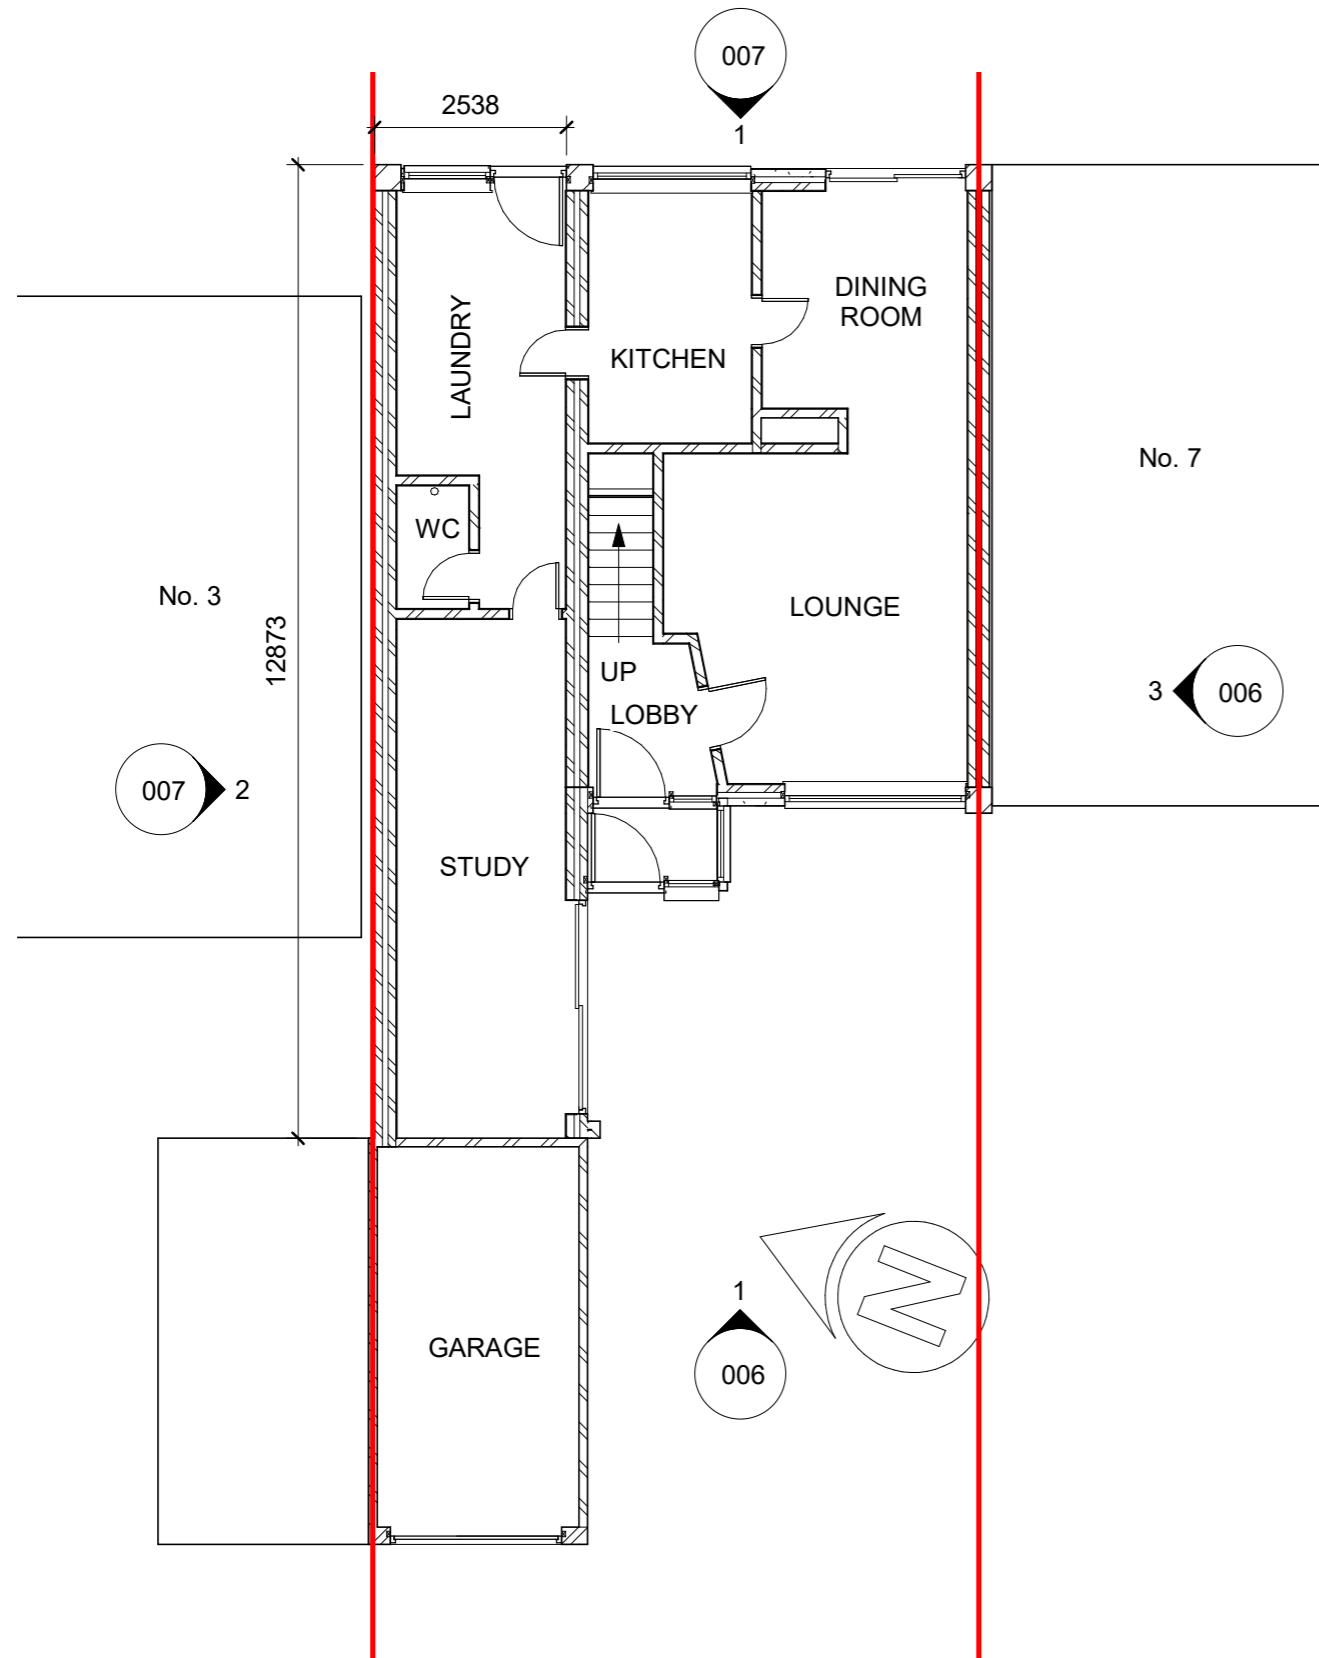 007
1
2538
DINING
ROOM
LAUNDRY
KITCHEN
No. 7
WC
No. 3
LOUNGE
12873
UP
LOBBY
3
006
007
2
STUDY
N
1
GARAGE
006